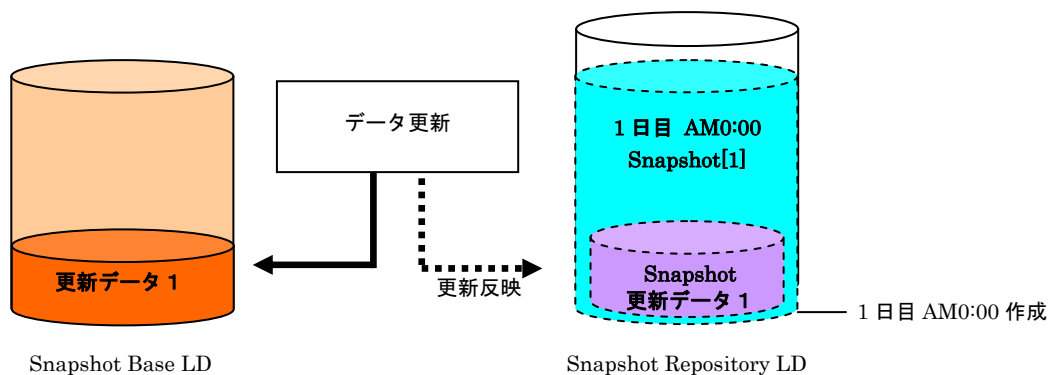 データ更新
1 日目 AM0:00
Snapshot[1]
更新データ 1
更新反映
Snapshot
更新データ 1
1 日目 AM0:00 作成
Snapshot Base LD
Snapshot Repository LD